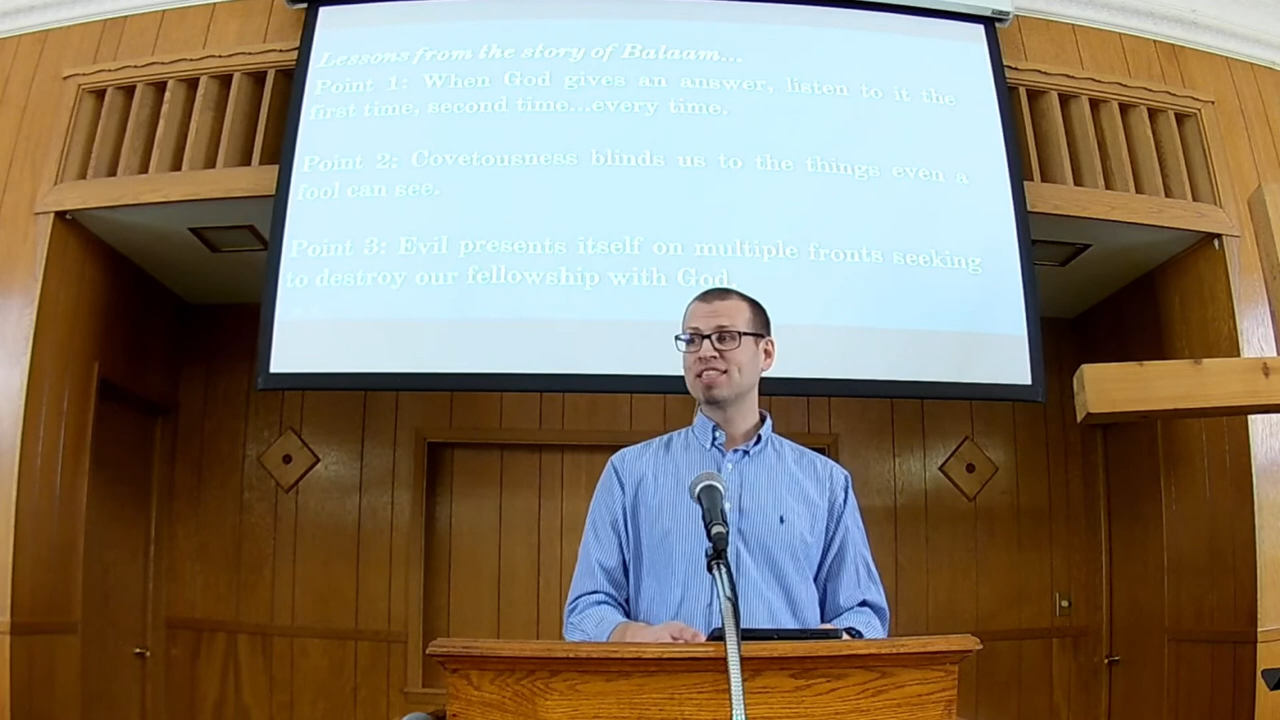 Lessons from the story of Balaam...
Point 1: When God gives an answer, listen to it the
first time, second time...every time.
Point 2: Covetousness blinds us to the things even a
fool can see.
Point 3: Evil presents itself on multiple fronts seeking
to destroy our fellowship with God.